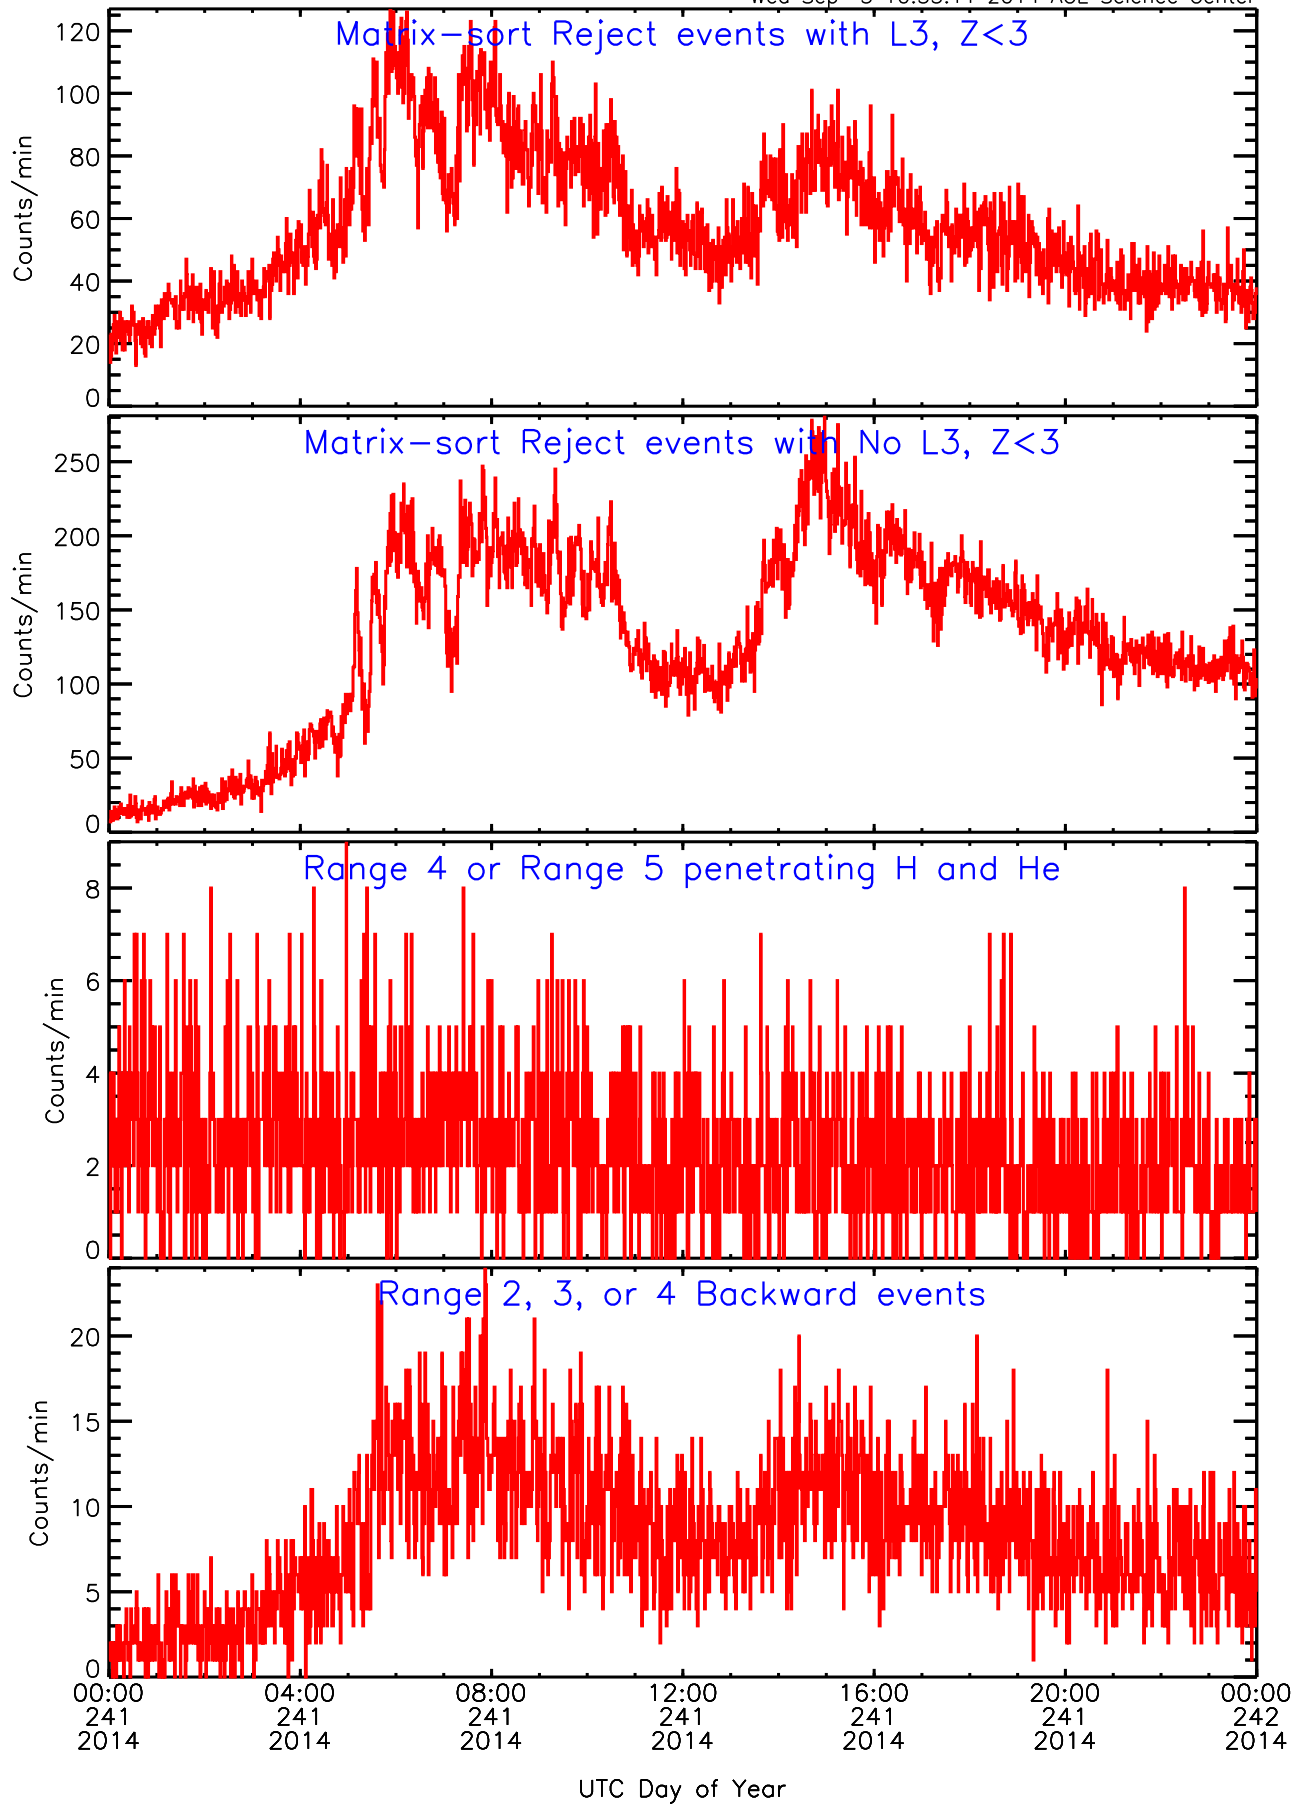 Matrix-sort Reject events with L3, Z<3
120
100
80
60
40
20
0
Counts/min
Matrix-sort Reject events with No L3, Z<3
250
200
150
100
50
0
Counts/min
Range 4 or Range 5 penetrating H and He
8
6
4
2
0
Counts/min
Range 2, 3, or 4 Backward events
20
15
10
5
0
Counts/min
00:00 04:00 08:00 12:00 16:00 20:00 00:00
241 241 241 241 241 241 242
2014 2014 2014 2014 2014 2014 2014
UTC Day of Year